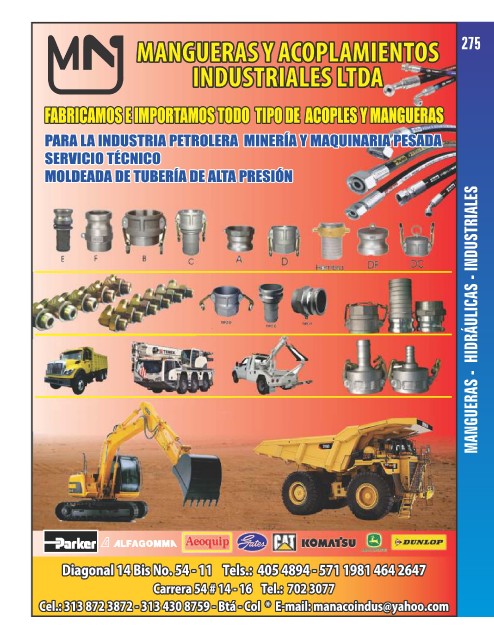 275
MN
MANGUERAS Y ACOPLAMIENTOS
INDUSTRIALES LTDA
FABRICAMOS E IMPORTAMOS TODO TIPO DE ACOPLES Y MANGUERAS
PARA LA INDUSTRIA PETROLERA MINERÍA Y MAQUINARIA PESADA
SERVICIO TÉCNICO
MOLDEADA DE TUBERÍA DE ALTA PRESIÓN
E F B C A D DP DC
Parker ALFAGOMMA Aeoquip Gates CAT KOMATSU JOHN DEERE DUNLOP
Diagonal 14 Bis No. 54 - 11 Tels.: 405 4894 - 571 1981 464 2647
Carrera 54 # 14 - 16 Tel.: 702 3077
Cel.: 313 872 3872 - 313 430 8759 - Btá - Col * E-mail: manacoindus@yahoo.com
MANGUERAS - HIDRÁULICAS - INDUSTRIALES